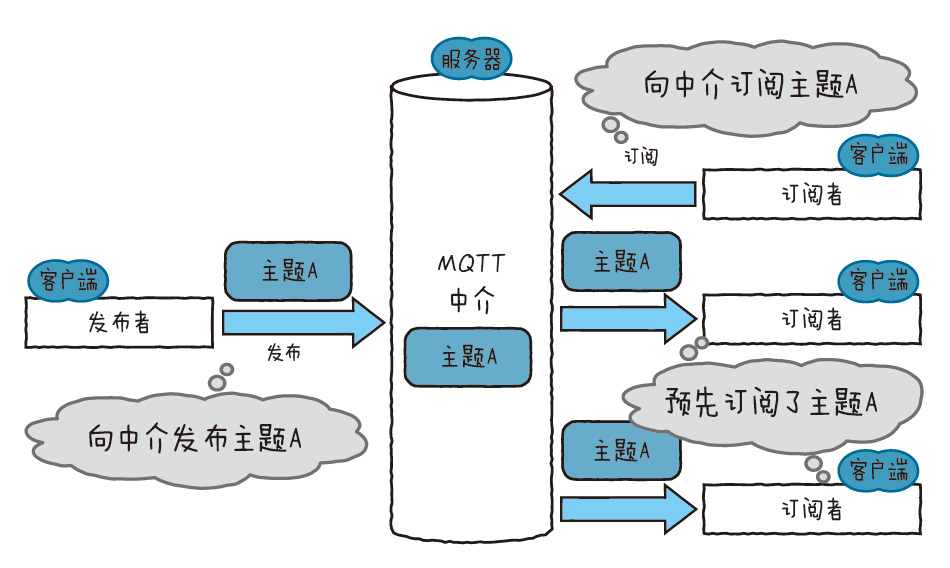 服务器
向中介订阅主题A
订阅
客户端
订阅者
客户端
发布者
主题A
发布
向中介发布主题A
MQTT
中介
主题A
主题A
客户端
订阅者
预先订阅了主题A
主题A
客户端
订阅者